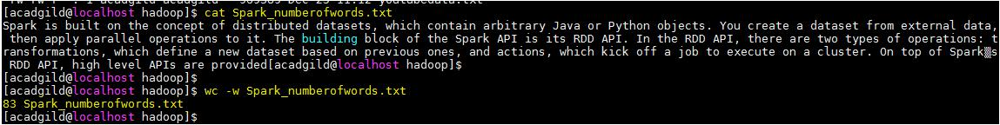 [acadgild@localhost hadoop]$ cat Spark_numberofwords.txt
Spark is built on the concept of distributed datasets, which contain arbitrary Java or Python objects. You create a dataset from external data,
then apply parallel operations to it. The building block of the Spark API is its RDD API. In the RDD API, there are two types of operations: t
ransformations, which define a new dataset based on previous ones, and actions, which kick off a job to execute on a cluster. On top of Spark▒s
RDD API, high level APIs are provided[acadgild@localhost hadoop]$
[acadgild@localhost hadoop]$
[acadgild@localhost hadoop]$ wc -w Spark_numberofwords.txt
83 Spark_numberofwords.txt
[acadgild@localhost hadoop]$